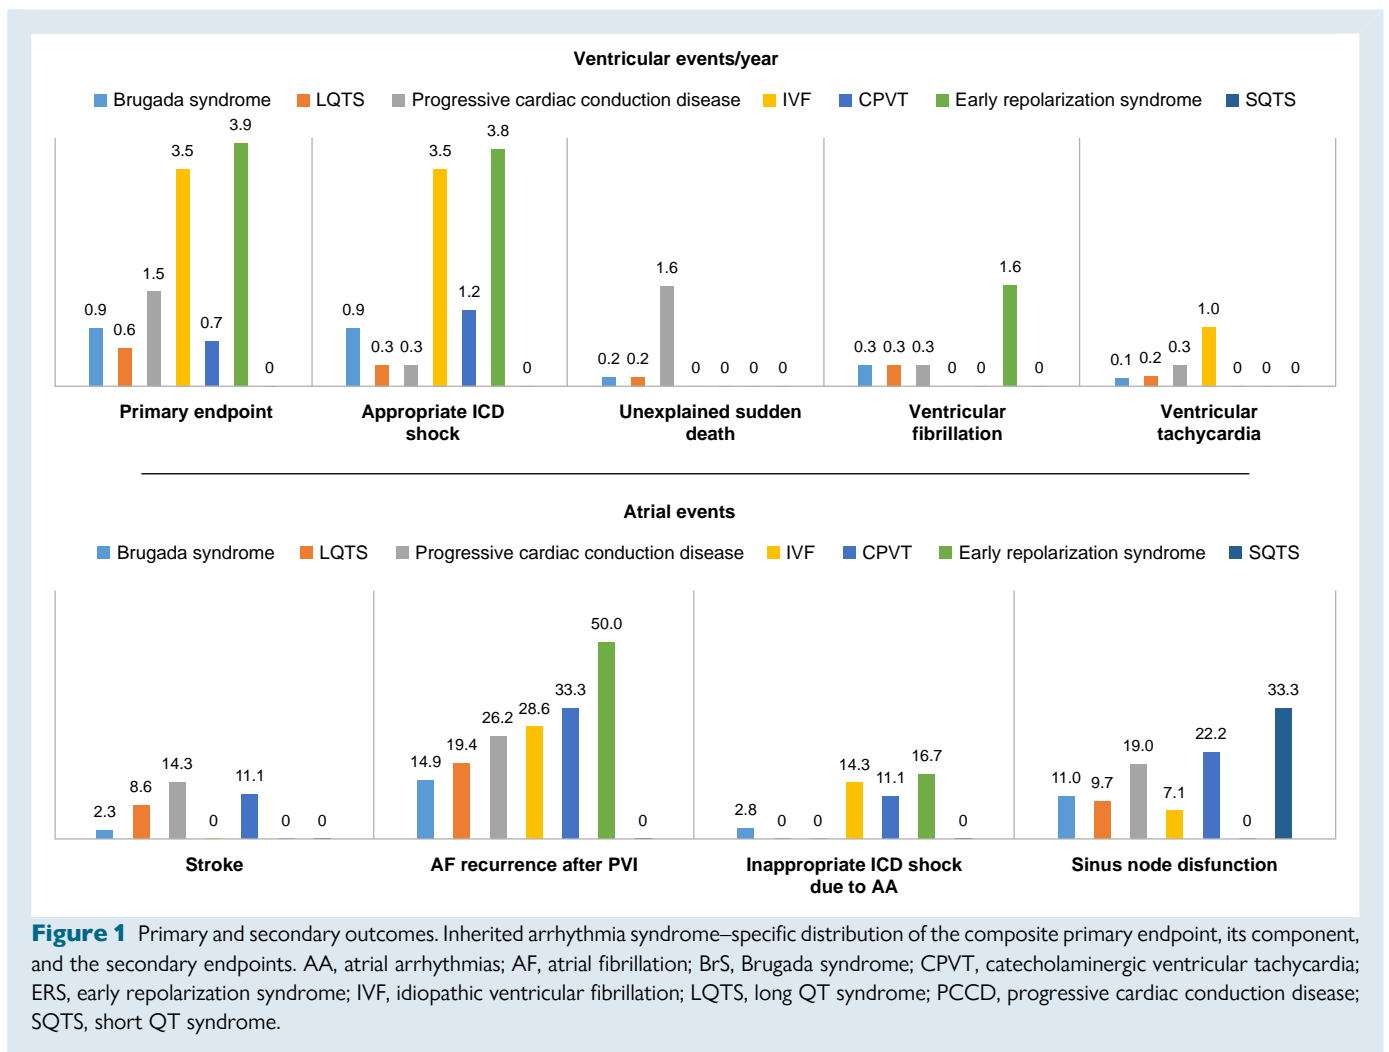 Ventricular events/year
Brugada syndrome LQTS Progressive cardiac conduction disease IVF CPVT Early repolarization syndrome SQTS
0.9 0.6 1.5 3.5 0.7 3.9 0
0.9 0.3 0.3 3.5 1.2 3.8 0
0.2 0.2 1.6 0 0 0 0
0.3 0.3 0.3 0 0 1.6 0
0.1 0.2 0.3 1.0 0 0 0
Primary endpoint
Appropriate ICD
shock
Unexplained sudden
death
Ventricular
fibrillation
Ventricular
tachycardia
Atrial events
Brugada syndrome LQTS Progressive cardiac conduction disease IVF CPVT Early repolarization syndrome SQTS
2.3 8.6 14.3 0 11.1 0 0
14.9 19.4 26.2 28.6 33.3 50.0 0
2.8 0 0 14.3 11.1 16.7 0
11.0 9.7 19.0 7.1 22.2 0 33.3
Stroke
AF recurrence after PVI
Inappropriate ICD shock
due to AA
Sinus node disfunction
Figure 1 Primary and secondary outcomes. Inherited arrhythmia syndrome–specific distribution of the composite primary endpoint, its component,
and the secondary endpoints. AA, atrial arrhythmias; AF, atrial fibrillation; BrS, Brugada syndrome; CPVT, catecholaminergic ventricular tachycardia;
ERS, early repolarization syndrome; IVF, idiopathic ventricular fibrillation; LQTS, long QT syndrome; PCCD, progressive cardiac conduction disease;
SQTS, short QT syndrome.